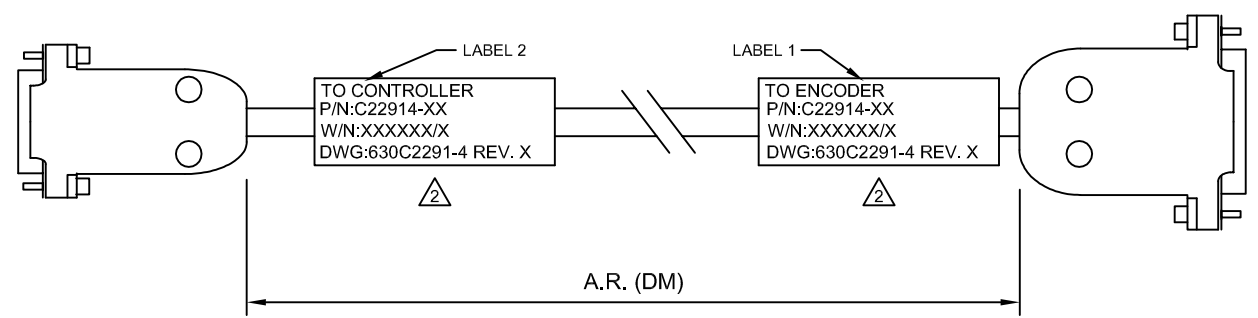 LABEL 2
LABEL 1
TO CONTROLLER
P/N:C22914-XX
W/N:XXXXXX/X
DWG:630C2291-4 REV. X
TO ENCODER
P/N:C22914-XX
W/N:XXXXXX/X
DWG:630C2291-4 REV. X
2
2
A.R. (DM)